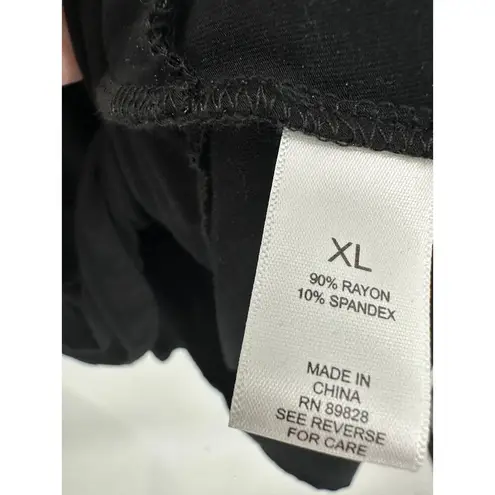 XL
90% RAYON
10% SPANDEX
MADE IN
CHINA
RN 89828
SEE REVERSE
FOR CARE